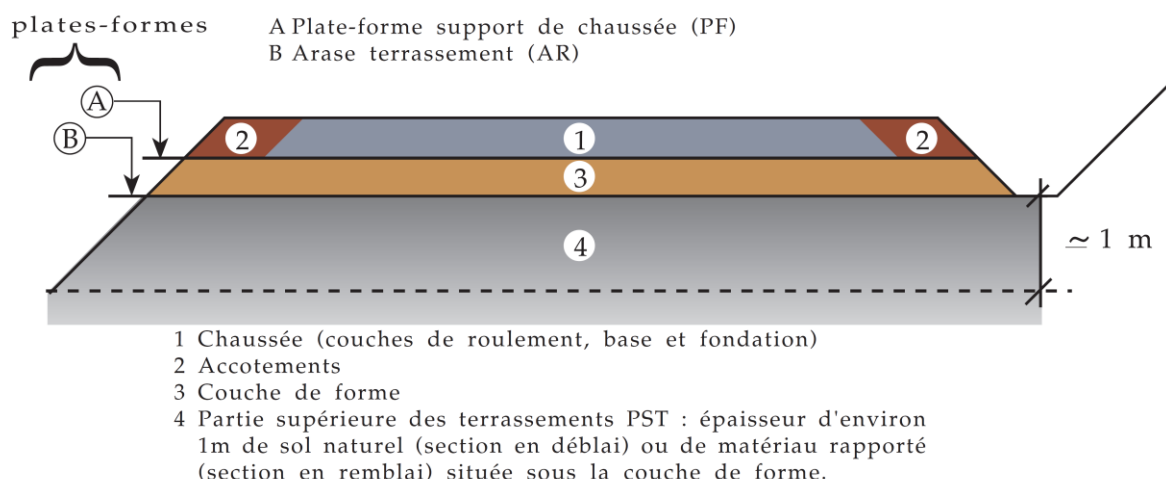 plates-formes
A Plate-forme support de chaussée (PF)
B Arase terrassement (AR)
A
B
2
1
2
3
4
≃ 1 m
1 Chaussée (couches de roulement, base et fondation)
2 Accotements
3 Couche de forme
4 Partie supérieure des terrassements PST : épaisseur d'environ
1m de sol naturel (section en déblai) ou de matériau rapporté
(section en remblai) située sous la couche de forme.